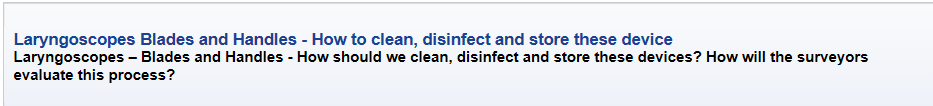 Laryngoscopes Blades and Handles - How to clean, disinfect and store these device
Laryngoscopes – Blades and Handles - How should we clean, disinfect and store these devices? How will the surveyors
evaluate this process?